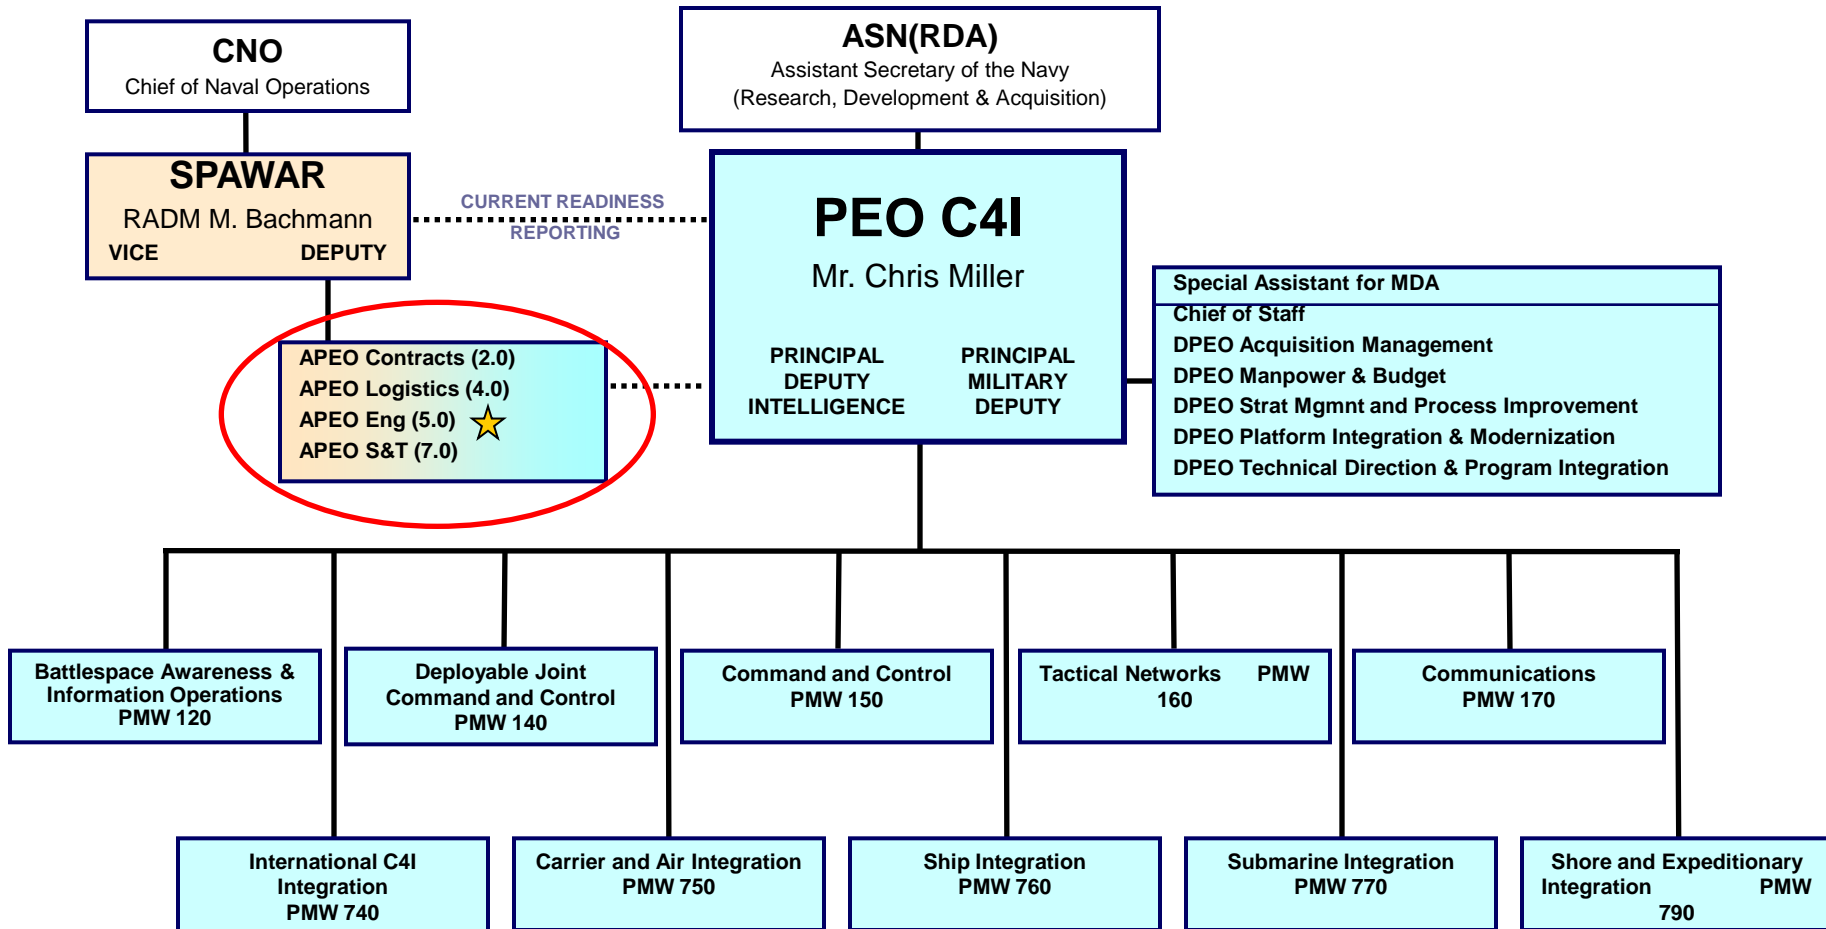 CNO
Chief of Naval Operations
ASN(RDA)
Assistant Secretary of the Navy
(Research, Development & Acquisition)
SPAWAR
RADM M. Bachmann
VICE DEPUTY
CURRENT READINESS
REPORTING
PEO C4I
Mr. Chris Miller
PRINCIPAL
DEPUTY
INTELLIGENCE
PRINCIPAL
MILITARY
DEPUTY
Special Assistant for MDA
Chief of Staff
DPEO Acquisition Management
DPEO Manpower & Budget
DPEO Strat Mgmnt and Process Improvement
DPEO Platform Integration & Modernization
DPEO Technical Direction & Program Integration
APEO Contracts (2.0)
APEO Logistics (4.0)
APEO Eng (5.0)
APEO S&T (7.0)
Battlespace Awareness &
Information Operations
PMW 120
Deployable Joint
Command and Control
PMW 140
Command and Control
PMW 150
Tactical Networks PMW
160
Communications
PMW 170
International C4I
Integration
PMW 740
Carrier and Air Integration
PMW 750
Ship Integration
PMW 760
Submarine Integration
PMW 770
Shore and Expeditionary
Integration PMW
790